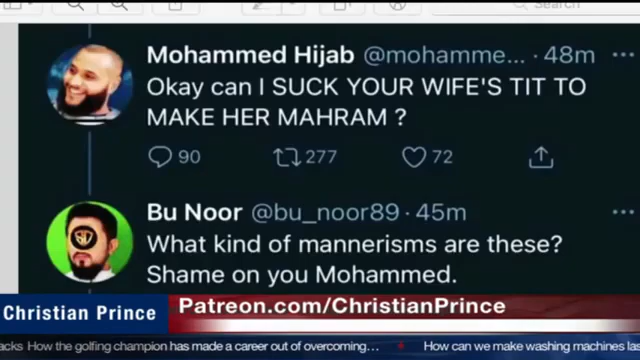 Search
Mohammed Hijab @mohamme... · 48m
Okay can I SUCK YOUR WIFE'S TIT TO
MAKE HER MAHRAM ?
90 277 72
Bu Noor @bu_noor89 · 45m
What kind of mannerisms are these?
Shame on you Mohammed.
Christian Prince
Patreon.com/ChristianPrince
acks How the golfing champion has made a career out of overcoming... How can we make washing machines las